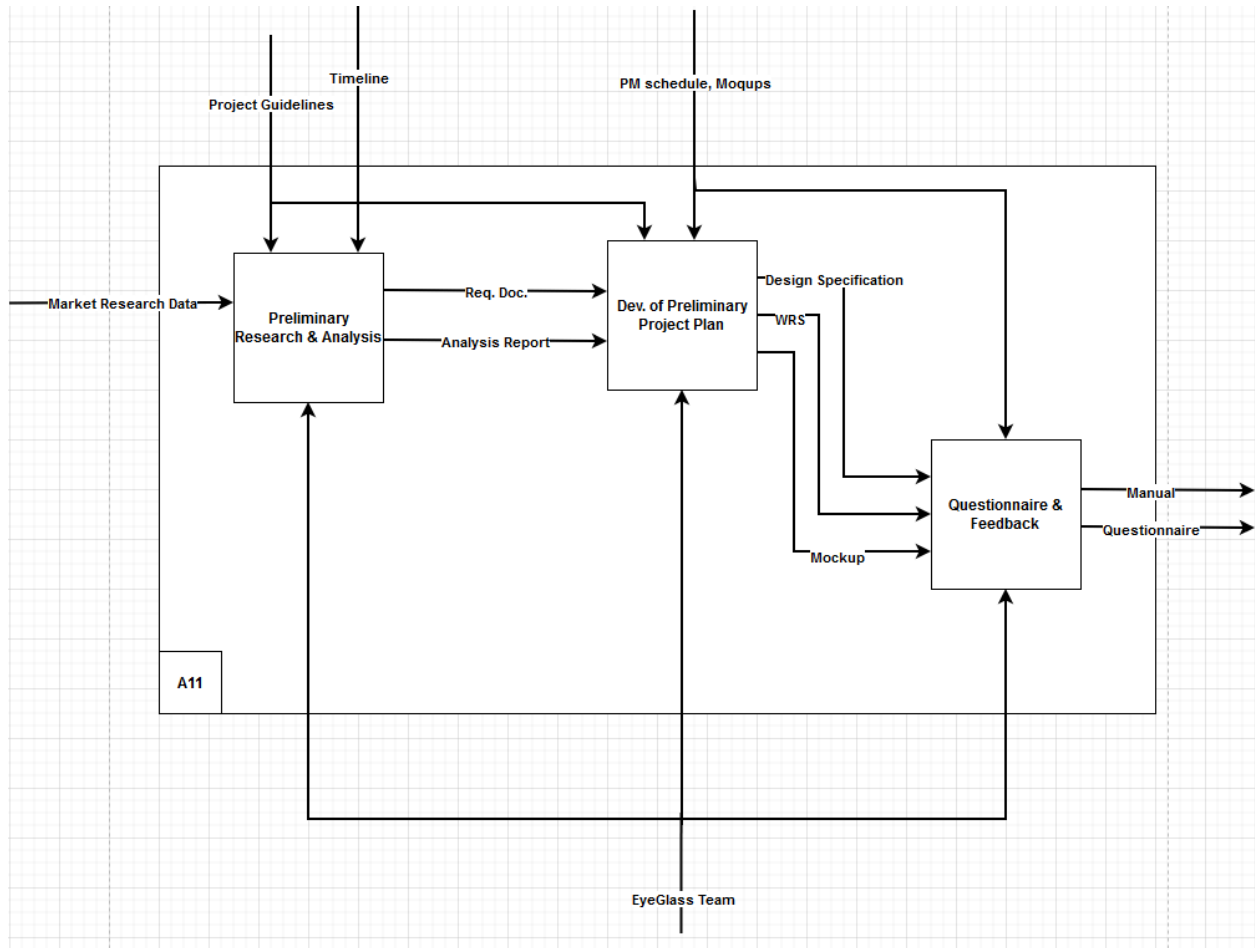 Timeline
Project Guidelines
PM schedule, Moqups
Market Research Data
Preliminary
Research & Analysis
Req. Doc.
Analysis Report
Dev. of Preliminary
Project Plan
Design Specification
WRS
Mockup
Questionnaire &
Feedback
Manual
Questionnaire
A11
EyeGlass Team